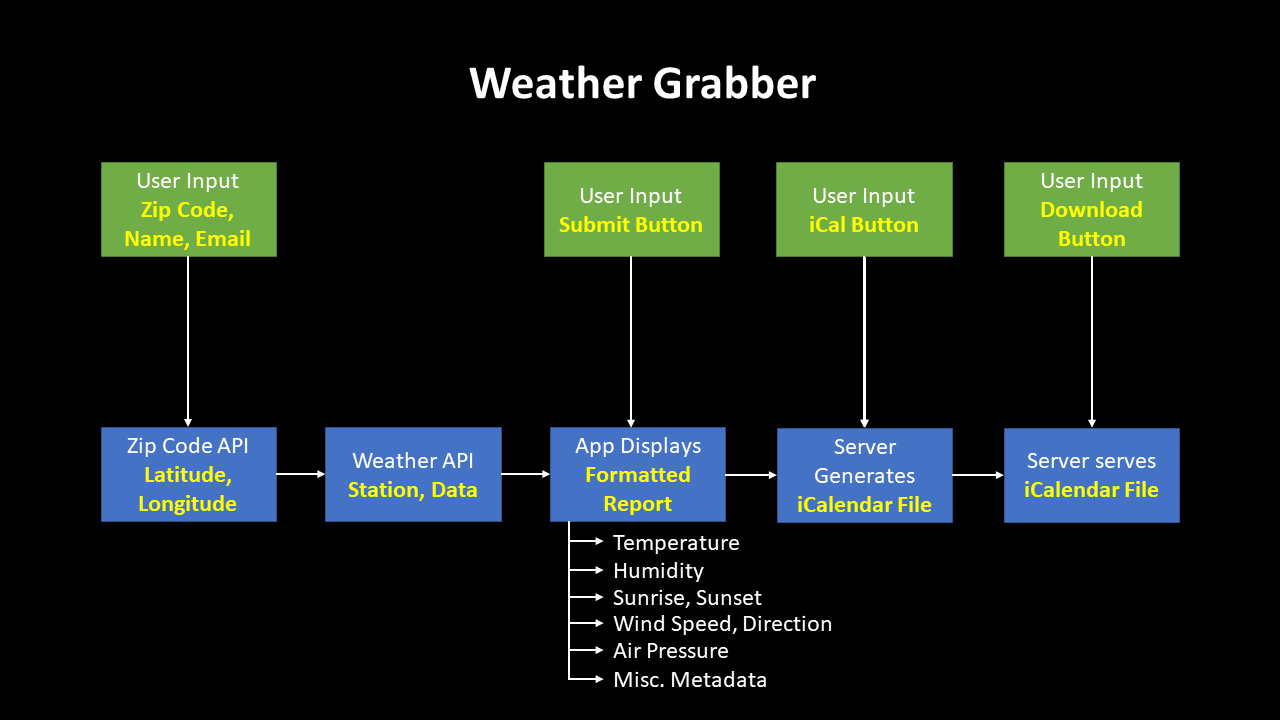 Weather Grabber
User Input
Zip Code,
Name, Email
User Input
Submit Button
User Input
iCal Button
User Input
Download
Button
Zip Code API
Latitude,
Longitude
Weather API
Station, Data
App Displays
Formatted
Report
Server
Generates
iCalendar File
Server serves
iCalendar File
Temperature
Humidity
Sunrise, Sunset
Wind Speed, Direction
Air Pressure
Misc. Metadata